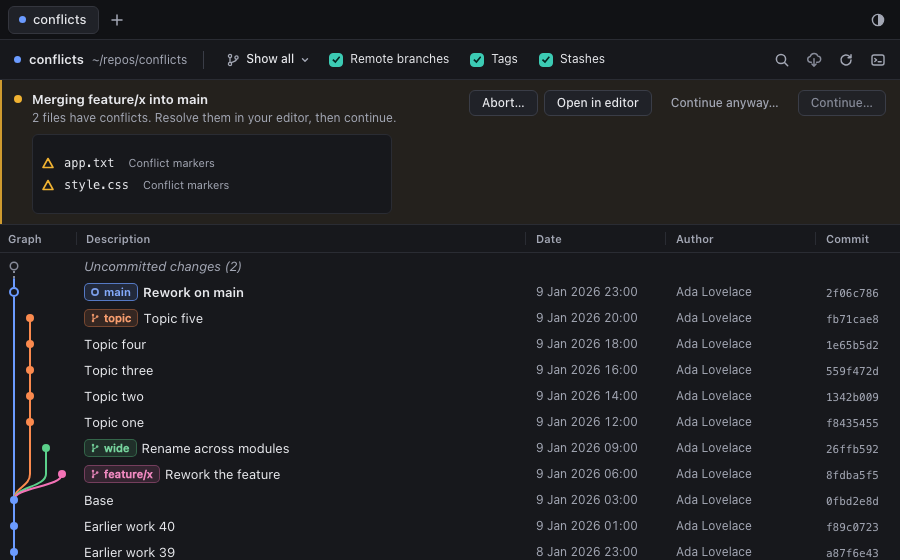 conflicts
conflicts ~/repos/conflicts Show all Remote branches Tags Stashes
Merging feature/x into main
2 files have conflicts. Resolve them in your editor, then continue.
Abort... Open in editor Continue anyway... Continue...
app.txt Conflict markers
style.css Conflict markers
Graph Description Date Author Commit
Uncommitted changes (2)
main Rework on main 9 Jan 2026 23:00 Ada Lovelace 2f06c786
topic Topic five 9 Jan 2026 20:00 Ada Lovelace fb71cae8
Topic four 9 Jan 2026 18:00 Ada Lovelace 1e65b5d2
Topic three 9 Jan 2026 16:00 Ada Lovelace 559f472d
Topic two 9 Jan 2026 14:00 Ada Lovelace 1342b009
Topic one 9 Jan 2026 12:00 Ada Lovelace f8435455
wide Rename across modules 9 Jan 2026 09:00 Ada Lovelace 26ffb592
feature/x Rework the feature 9 Jan 2026 06:00 Ada Lovelace 8fdba5f5
Base 9 Jan 2026 03:00 Ada Lovelace 0fbd2e8d
Earlier work 40 9 Jan 2026 01:00 Ada Lovelace f89c0723
Earlier work 39 8 Jan 2026 23:00 Ada Lovelace a87f6e43